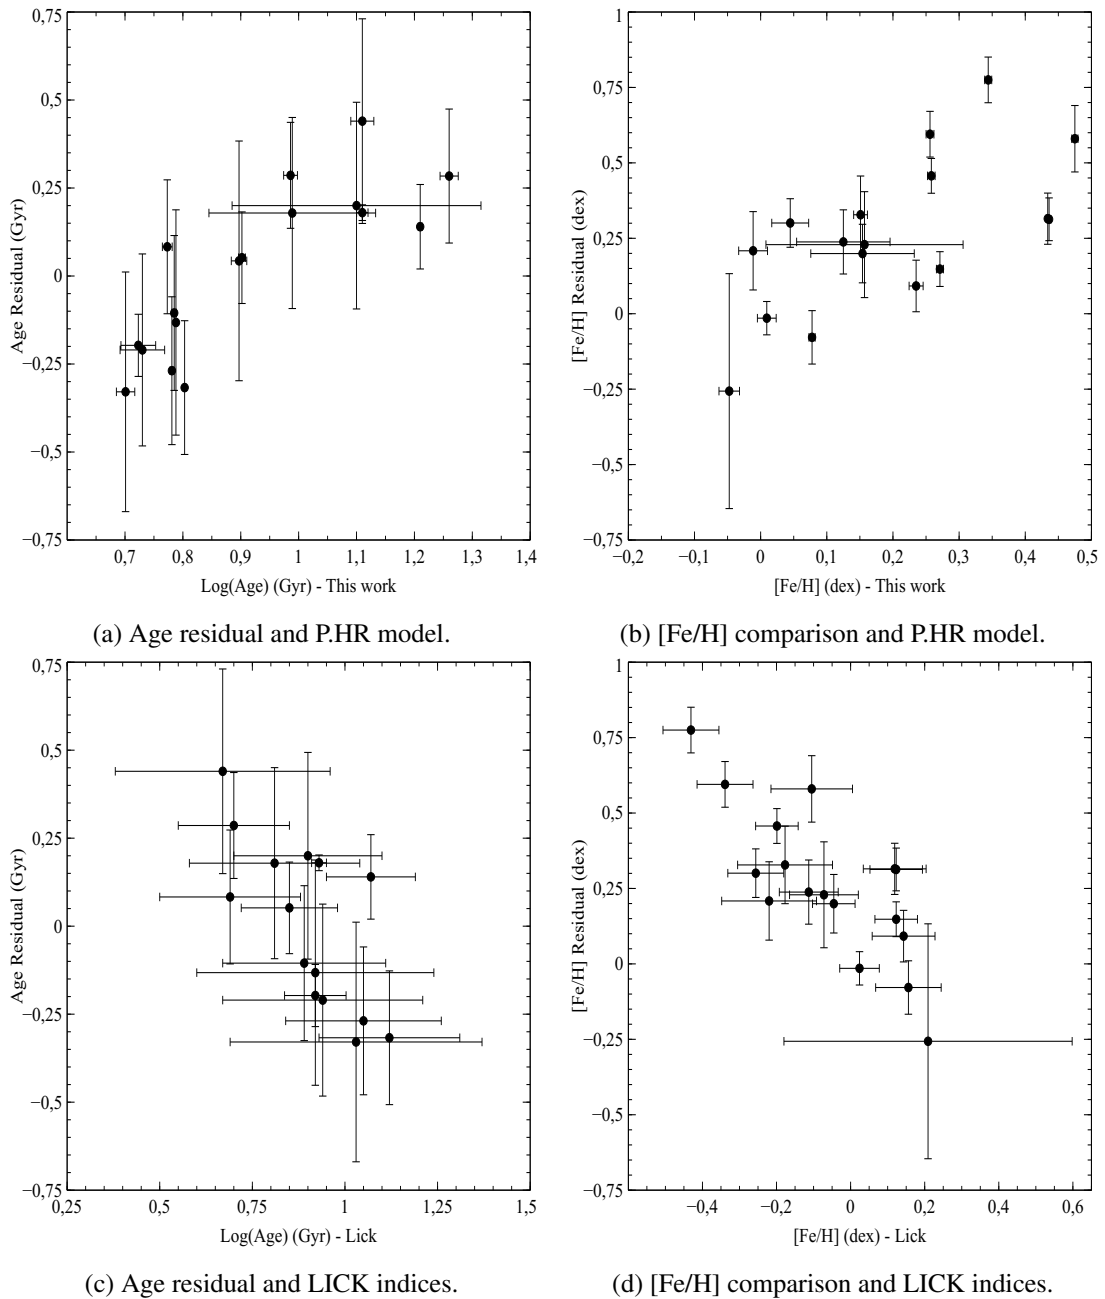 0,75
0,5
0,25
0
−0,25
−0,5
−0,75
Age Residual (Gyr)
0,7 0,8 0,9 1 1,1 1,2 1,3 1,4
Log(Age) (Gyr) - This work
(a) Age residual and P.HR model.
1
0,75
0,5
0,25
0
−0,25
−0,5
−0,75
[Fe/H] Residual (dex)
−0,2 −0,1 0 0,1 0,2 0,3 0,4 0,5
[Fe/H] (dex) - This work
(b) [Fe/H] comparison and P.HR model.
0,75
0,5
0,25
0
−0,25
−0,5
−0,75
Age Residual (Gyr)
0,25 0,5 0,75 1 1,25 1,5
Log(Age) (Gyr) - Lick
(c) Age residual and LICK indices.
1
0,75
0,5
0,25
0
−0,25
−0,5
−0,75
[Fe/H] Residual (dex)
−0,4 −0,2 0 0,2 0,4 0,6
[Fe/H] (dex) - Lick
(d) [Fe/H] comparison and LICK indices.